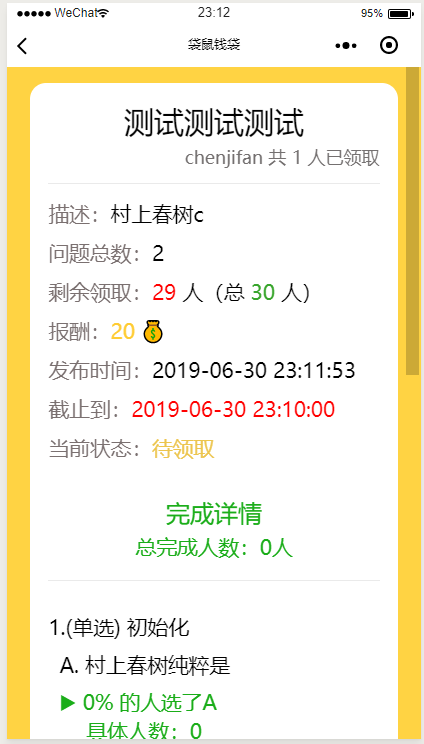 ●●●●● WeChat 23:12 95%
袋鼠钱袋
测试测试测试
chenjifan 共 1 人已领取
描述：村上春树c
问题总数：2
剩余领取：29 人（总 30 人）
报酬：20 💰
发布时间：2019-06-30 23:11:53
截止到：2019-06-30 23:10:00
当前状态：待领取
完成详情
总完成人数：0人
1.(单选) 初始化
A. 村上春树纯粹是
▶ 0% 的人选了A
具体人数：0